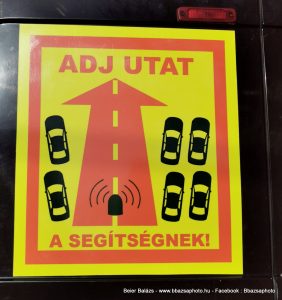 ADJ UTAT
A SEGÍTSÉGNEK!
Beier Balázs - www.bbazsaphoto.hu - Facebook : Bbazsaphoto